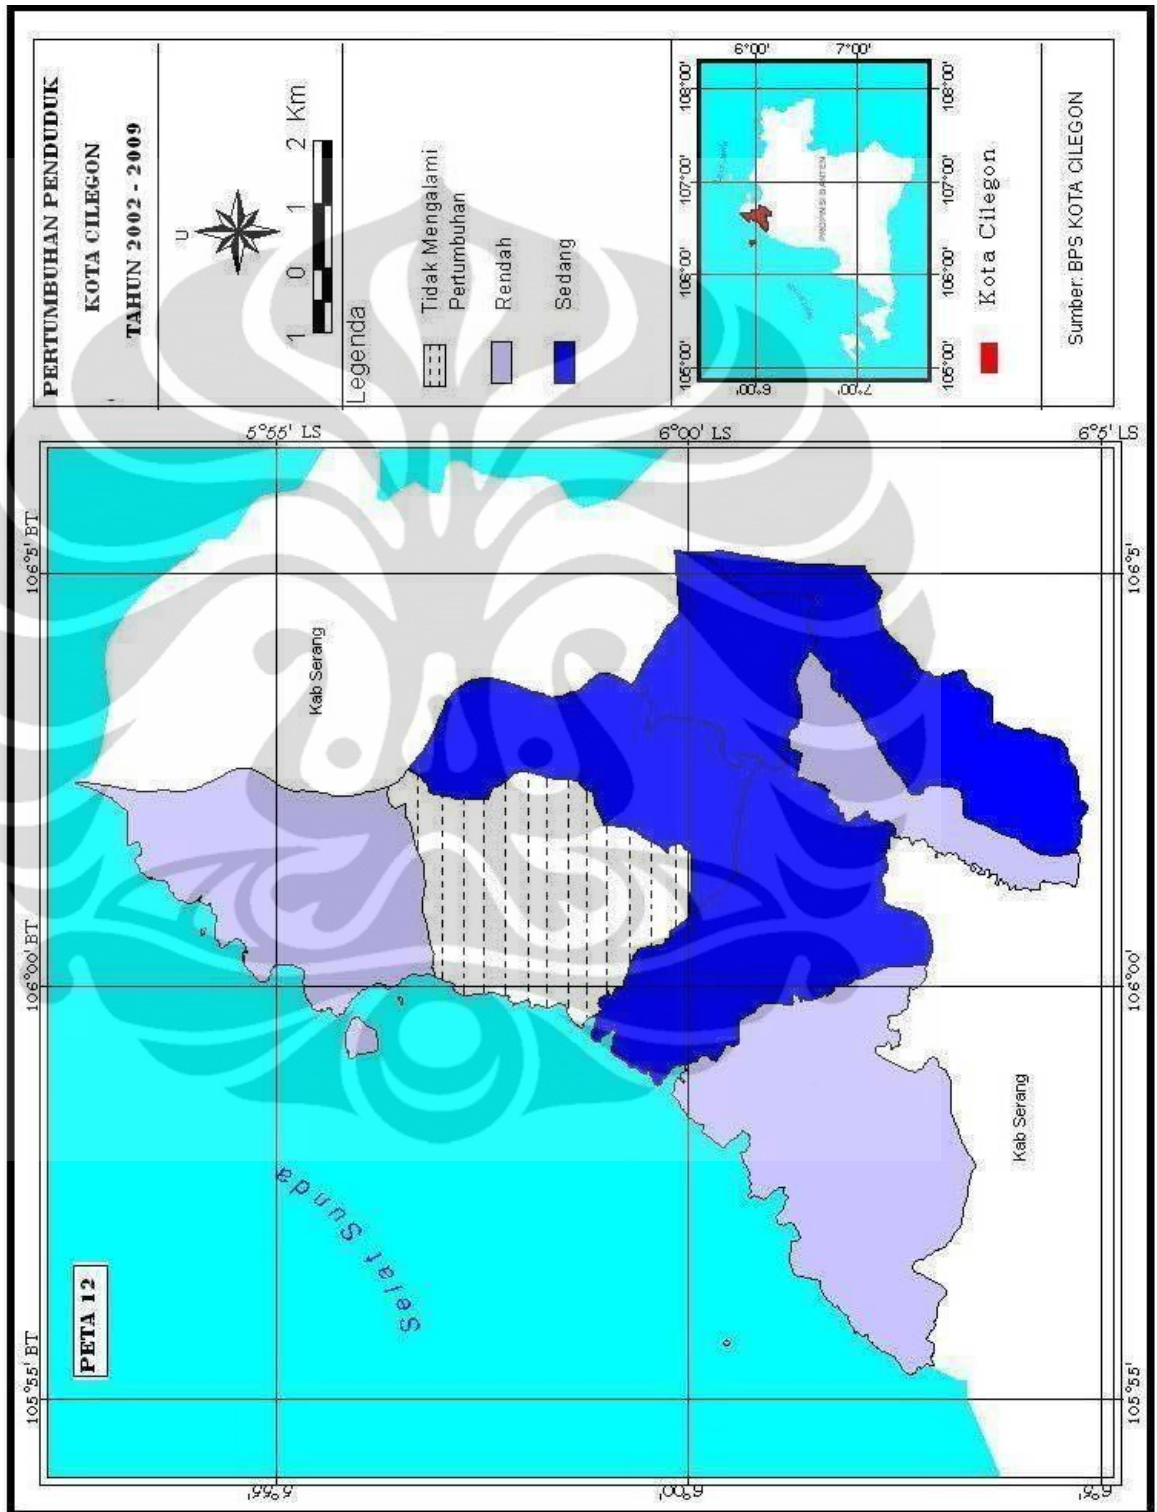 PERTUMBUHAN PENDUDUK
KOTA CILEGON
TAHUN 2002 - 2009
U
1 0 1 2 Km
Legenda
Tidak Mengalami
Pertumbuhan
Rendah
Sedang
105°00' 106°00' 107°00' 108°00'
6°00'
7°00'
PROPINSI BANTEN
6°00'
7°00'
105°00' 106°00' 107°00' 108°00'
Kota Cilegon
Sumber: BPS KOTA CILEGON
PETA 12
105°55' BT 106°00' BT 106°5' BT
5°55' LS
6°00' LS
6°5' LS
Kab Serang
Selat Sunda
Kab Serang
5°55'
6°00'
6°5'
105°55' 106°00' 106°5'